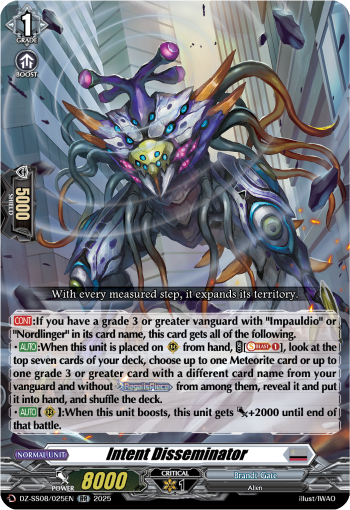 1
GRADE
BOOST
5000
SHIELD
With every measured step, it expands its territory.
CONT:If you have a grade 3 or greater vanguard with "Impauldio" or
"Nordlinger" in its card name, this card gets all of the following.
・AUTO:When this unit is placed on from hand, BLAST 1, look at the
top seven cards of your deck, choose up to one Meteorite card or up to
one grade 3 or greater card with a different card name from your
vanguard and without RegalisPiece from among them, reveal it and put
it into hand, and shuffle the deck.
・AUTO :When this unit boosts, this unit gets +2000 until end of
that battle.
NORMAL UNIT
Intent Disseminator
POWER 8000 CRITICAL 1
Brandt Gate
Alien
DZ-SS08/025EN RR 2025 illust/IWAO